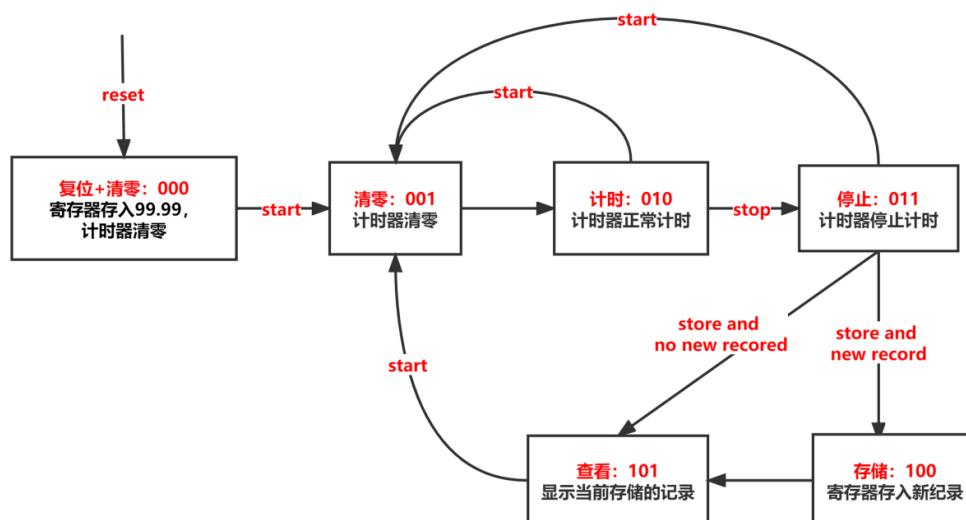 start
reset
start
复位+清零：000
寄存器存入99.99，
计时器清零
start
清零：001
计时器清零
计时：010
计时器正常计时
stop
停止：011
计时器停止计时
store and
no new recored
store and
new record
start
查看：101
显示当前存储的记录
存储：100
寄存器存入新纪录